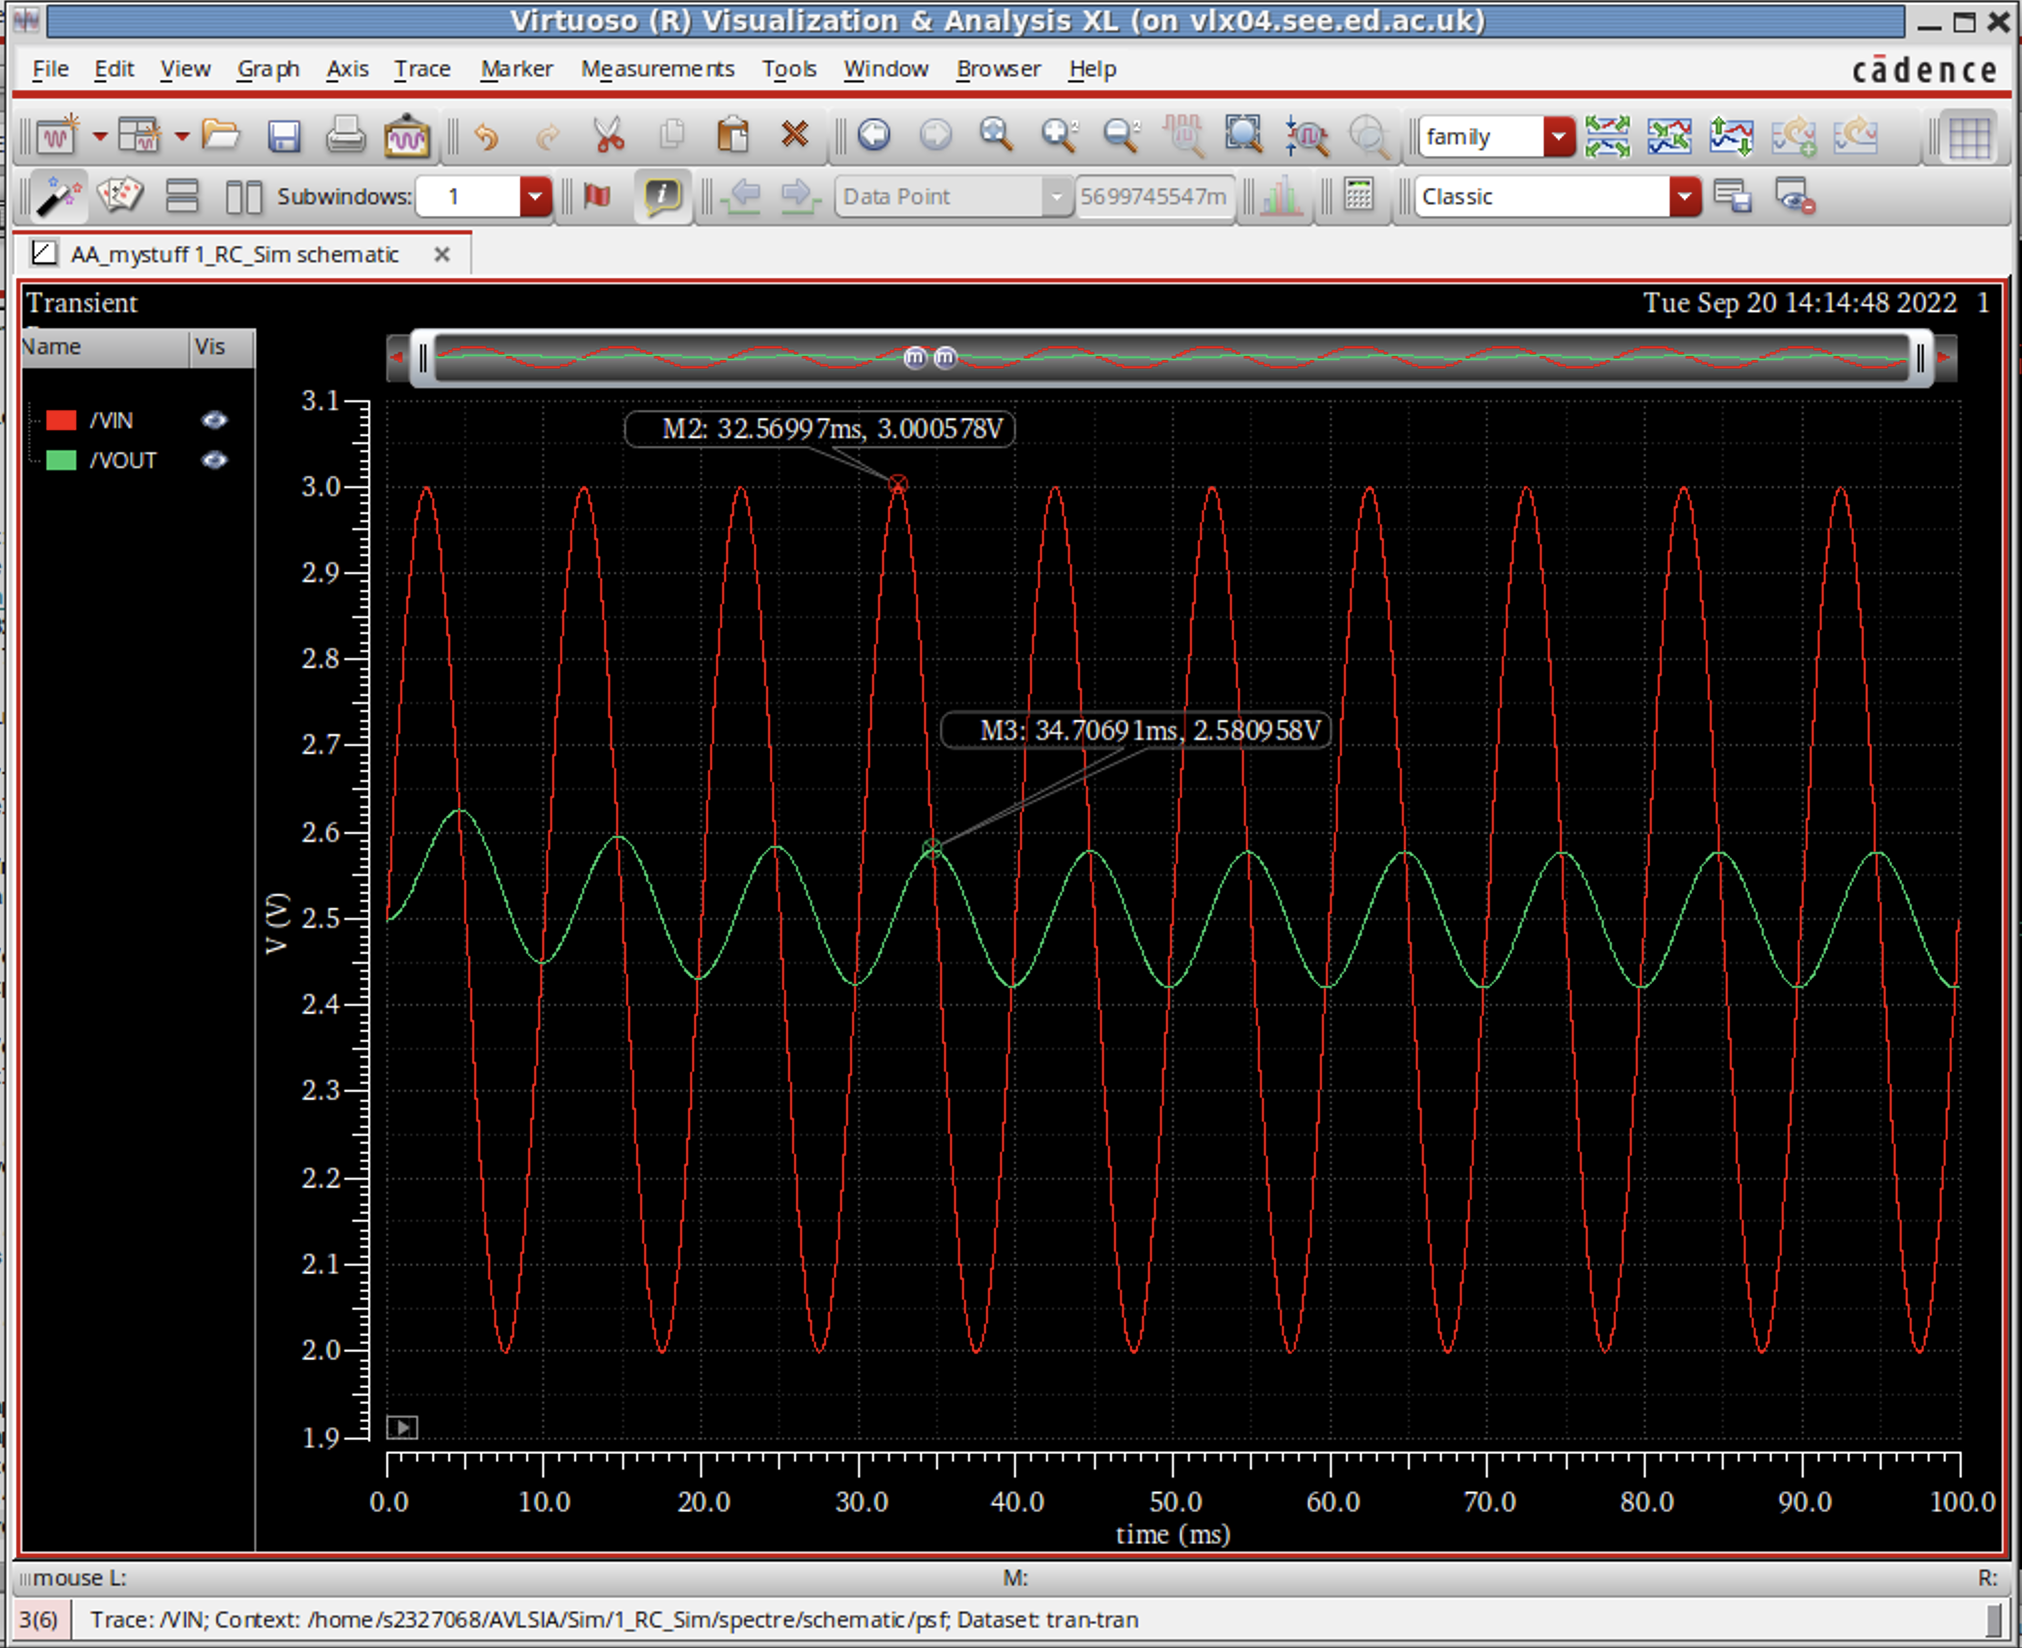 Virtuoso (R) Visualization & Analysis XL (on vlx04.see.ed.ac.uk)
File Edit View Graph Axis Trace Marker Measurements Tools Window Browser Help cādence
family
Subwindows: 1 Data Point 5699745547m Classic
AA_mystuff 1_RC_Sim schematic
Transient Tue Sep 20 14:14:48 2022 1
Name Vis
m m
/VIN
/VOUT
M2: 32.56997ms, 3.000578V
M3: 34.70691ms, 2.580958V
3.1
3.0
2.9
2.8
2.7
2.6
2.5
2.4
2.3
2.2
2.1
2.0
1.9
V (V)
0.0 10.0 20.0 30.0 40.0 50.0 60.0 70.0 80.0 90.0 100.0
time (ms)
mouse L: M: R:
3(6) Trace: /VIN; Context: /home/s2327068/AVLSIA/Sim/1_RC_Sim/spectre/schematic/psf; Dataset: tran-tran